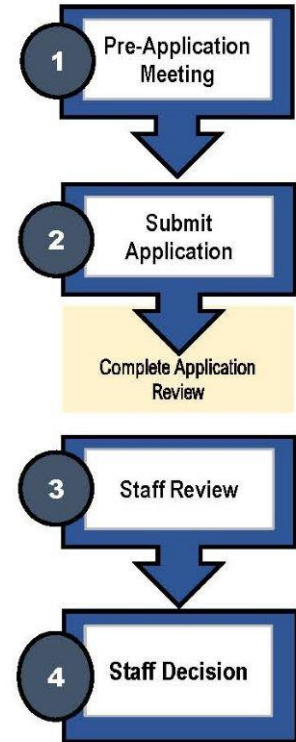 1
Pre-Application
Meeting
2
Submit
Application
Complete Application
Review
3
Staff Review
4
Staff Decision